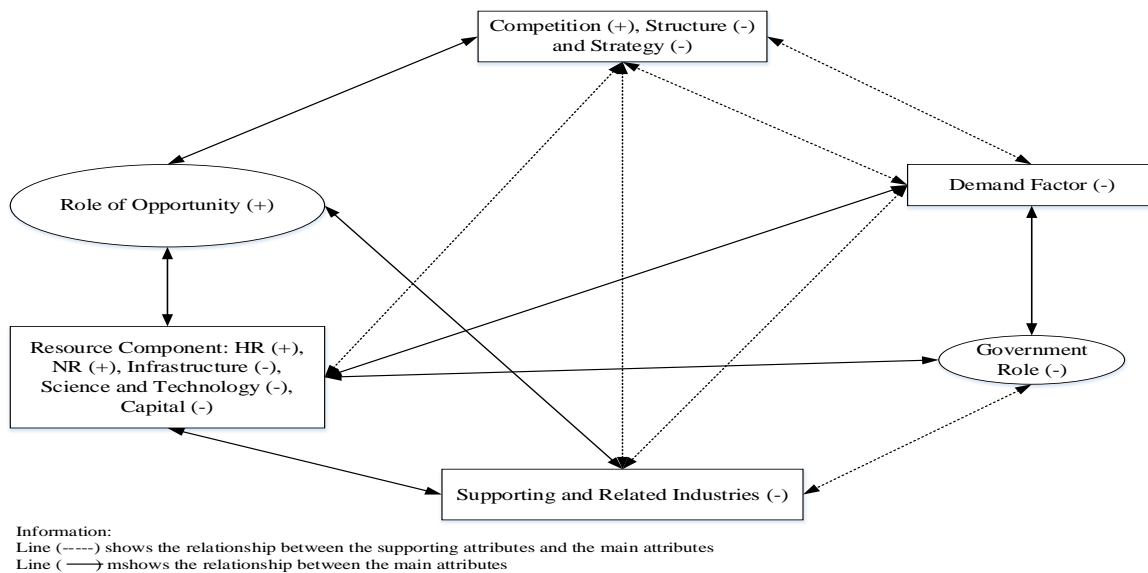 Competition (+), Structure (-)
and Strategy (-)
Role of Opportunity (+)
Demand Factor (-)
Resource Component: HR (+),
NR (+), Infrastructure (-),
Science and Technology (-),
Capital (-)
Government
Role (-)
Supporting and Related Industries (-)
Information:
Line (-----) shows the relationship between the supporting attributes and the main attributes
Line ( ⟶) mshows the relationship between the main attributes